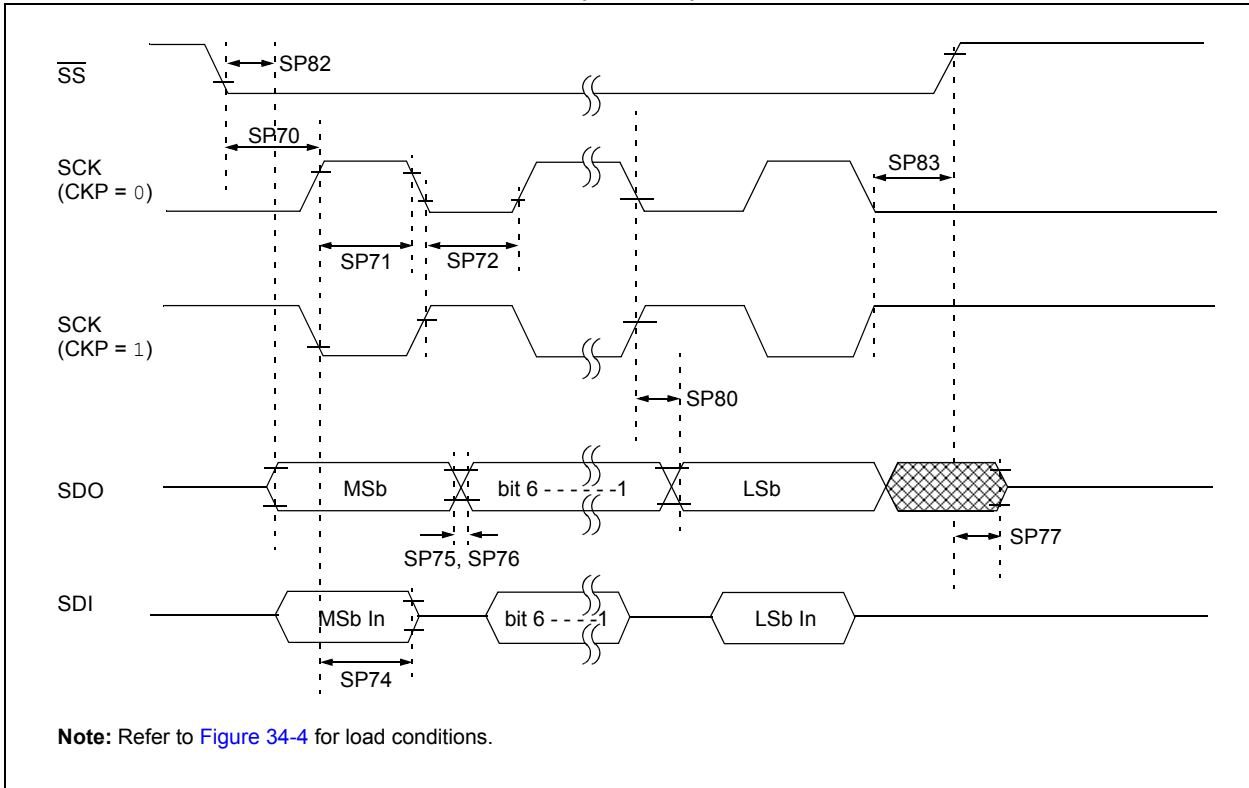 SS
SP82
SP70
SCK
(CKP = 0)
SP83
SP71
SP72
SCK
(CKP = 1)
SP80
SDO
MSb
bit 6 - - - - - -1
LSb
SP75, SP76
SP77
SDI
MSb In
bit 6 - - - -1
LSb In
SP74
Note: Refer to Figure 34-4 for load conditions.